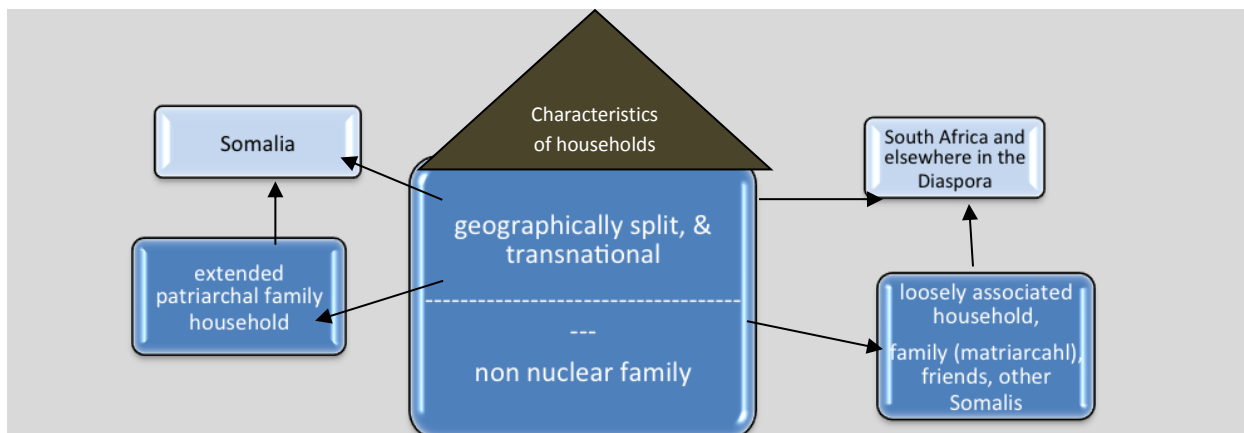 Characteristics
of households
Somalia
South Africa and
elsewhere in the
Diaspora
geographically split, &
transnational
--------------------------------------
---
non nuclear family
extended
patriarchal family
household
loosely associated
household,
family (matriarcahl),
friends, other
Somalis